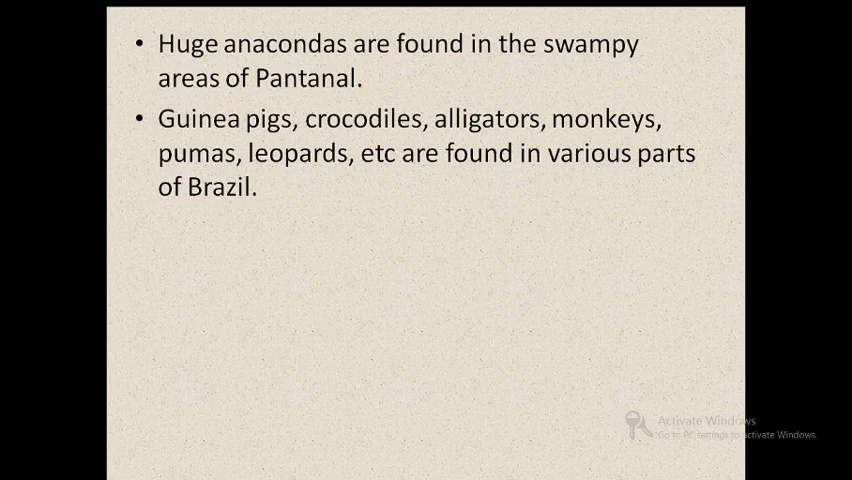 • Huge anacondas are found in the swampy
areas of Pantanal.
• Guinea pigs, crocodiles, alligators, monkeys,
pumas, leopards, etc are found in various parts
of Brazil.
Activate Windows
Go to PC settings to activate Windows.